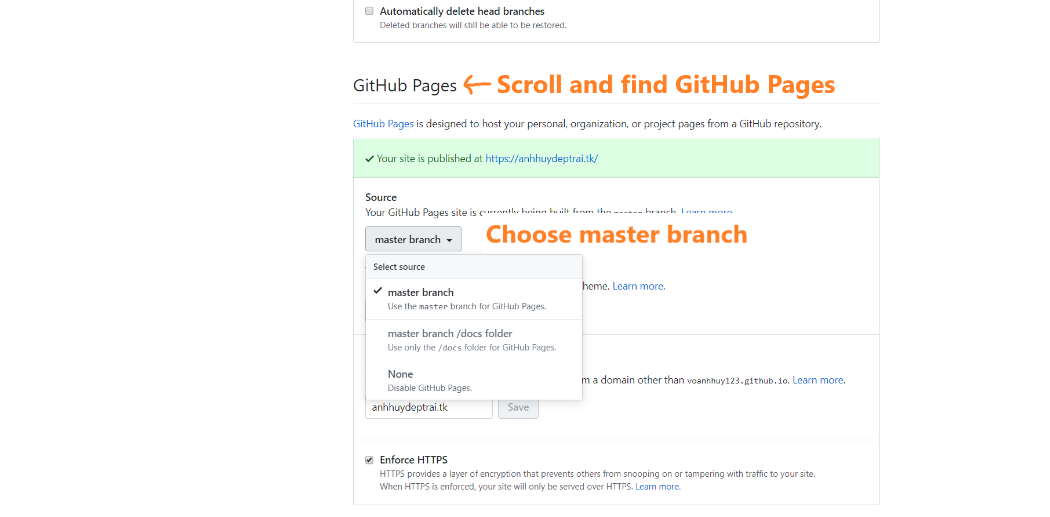 Automatically delete head branches
Deleted branches will still be able to be restored.
GitHub Pages ← Scroll and find GitHub Pages
GitHub Pages is designed to host your personal, organization, or project pages from a GitHub repository.
✓ Your site is published at https://anhhuydeptrai.tk/
Source
Your GitHub Pages site is currently being built from the master branch. Learn more.
master branch
Choose master branch
Select source
✓ master branch
Use the master branch for GitHub Pages.
heme. Learn more.
master branch /docs folder
Use only the /docs folder for GitHub Pages.
None
Disable GitHub Pages.
m a domain other than voanhhuy123.github.io. Learn more.
anhhuydeptrai.tk
Save
Enforce HTTPS
HTTPS provides a layer of encryption that prevents others from snooping on or tampering with traffic to your site.
When HTTPS is enforced, your site will only be served over HTTPS. Learn more.